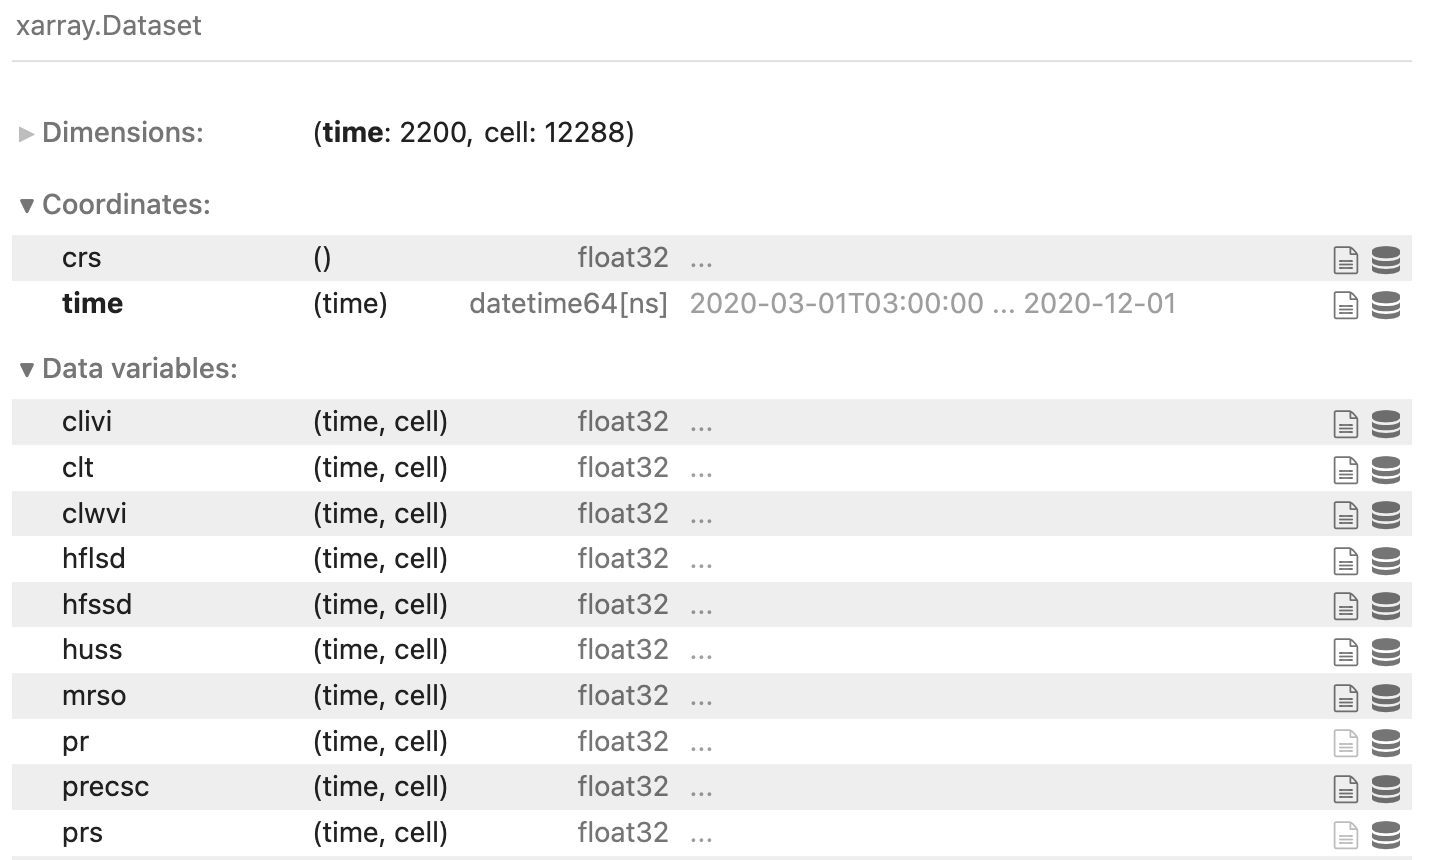 xarray.Dataset
▶ Dimensions: (time: 2200, cell: 12288)
▼ Coordinates:
crs () float32 ...
time (time) datetime64[ns] 2020-03-01T03:00:00 ... 2020-12-01
▼ Data variables:
clivi (time, cell) float32 ...
clt (time, cell) float32 ...
clwvi (time, cell) float32 ...
hflsd (time, cell) float32 ...
hfssd (time, cell) float32 ...
huss (time, cell) float32 ...
mrso (time, cell) float32 ...
pr (time, cell) float32 ...
precsc (time, cell) float32 ...
prs (time, cell) float32 ...